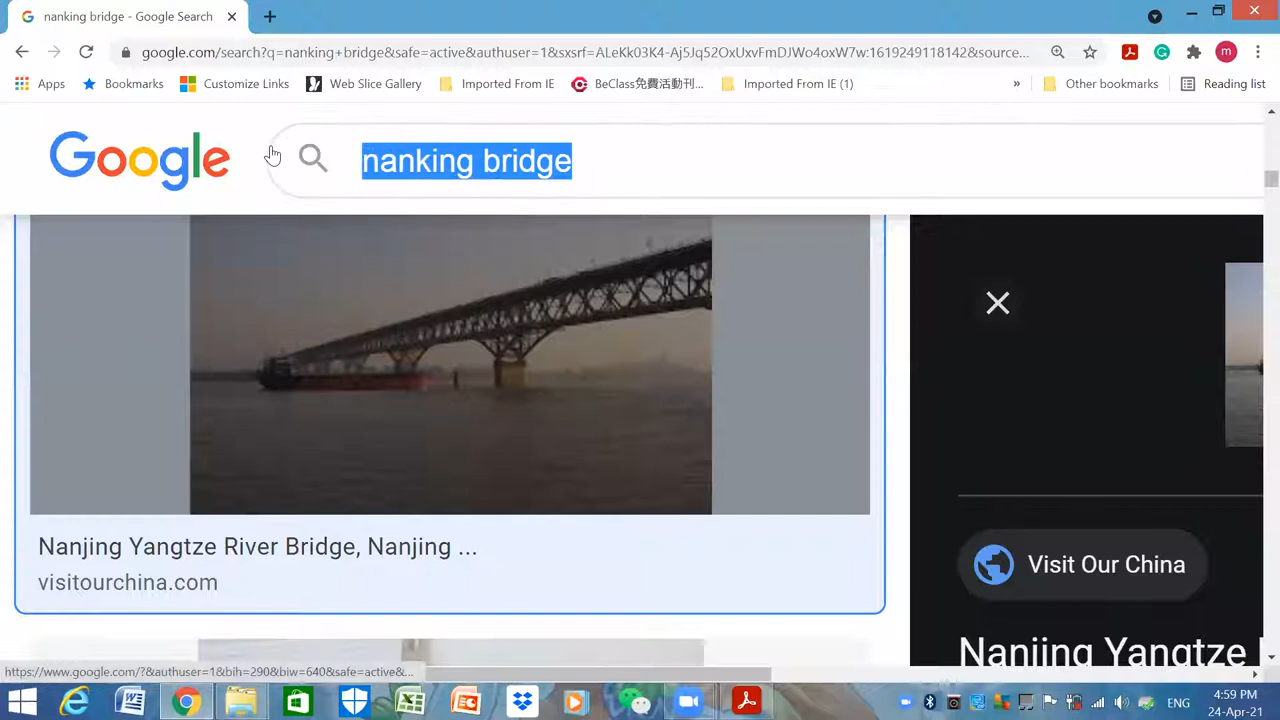 nanking bridge - Google Search
google.com/search?q=nanking+bridge&safe=active&authuser=1&sxsrf=ALeKk03K4-Aj5Jq52OxUxvFmDJWo4oxW7w:1619249118142&source...
Apps
Bookmarks
Customize Links
Web Slice Gallery
Imported From IE
BeClass免費活動刊...
Imported From IE (1)
»
Other bookmarks
Reading list
Google
nanking bridge
Nanjing Yangtze River Bridge, Nanjing ...
visitourchina.com
Visit Our China
Nanjing Yangtze
https://www.google.com/?&authuser=1&bih=290&biw=640&safe=active&...
ENG
4:59 PM
24-Apr-21